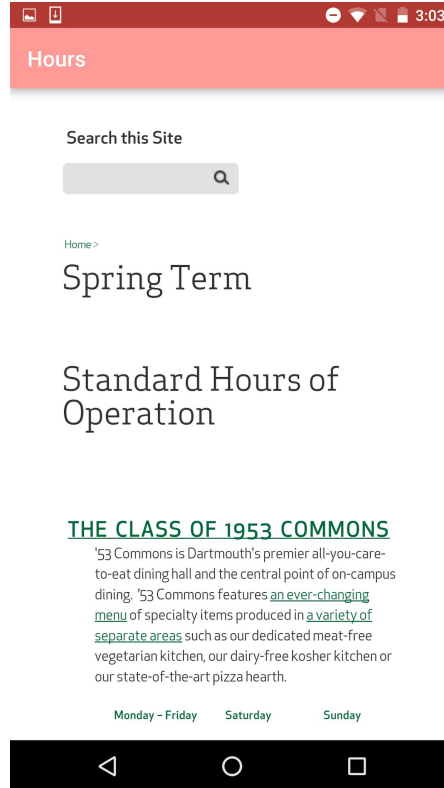 3:03
Hours
Search this Site
Home >
Spring Term
Standard Hours of
Operation
THE CLASS OF 1953 COMMONS
'53 Commons is Dartmouth's premier all-you-care-
to-eat dining hall and the central point of on-campus
dining.  '53 Commons features an ever-changing
menu of specialty items produced in a variety of
separate areas such as our dedicated meat-free
vegetarian kitchen, our dairy-free kosher kitchen or
our state-of-the-art pizza hearth.
Monday – Friday Saturday Sunday